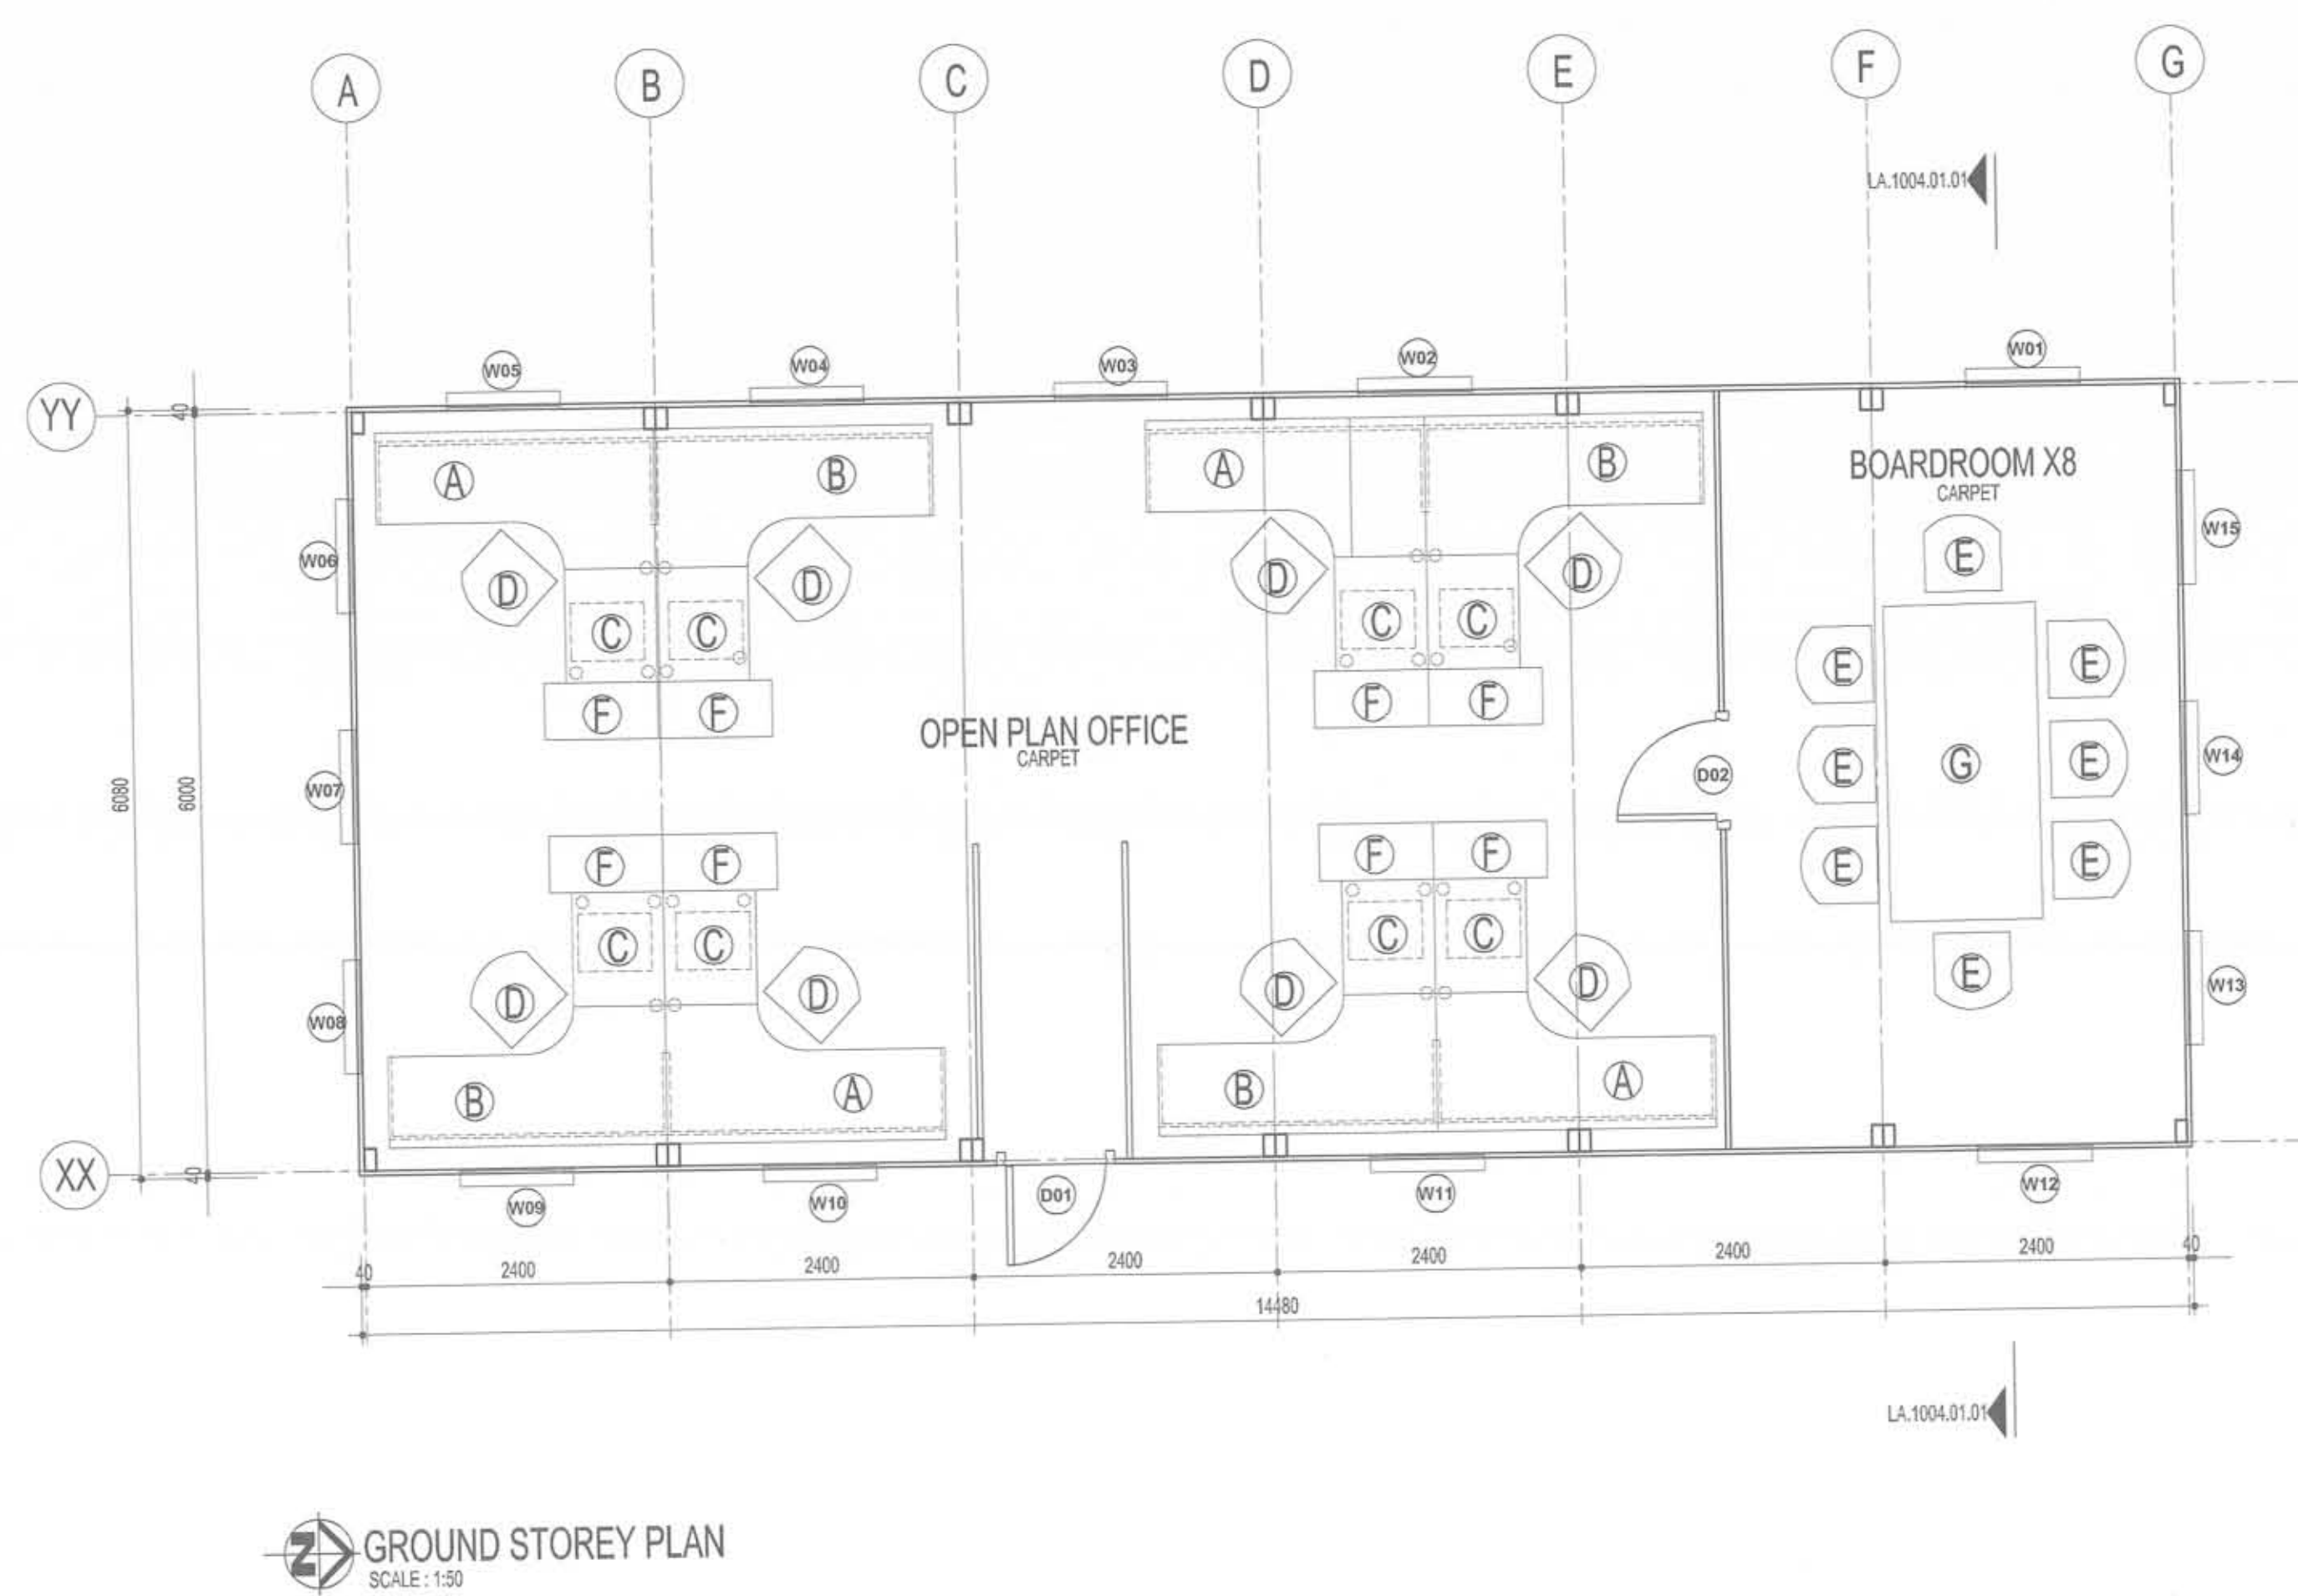 A B C D E F G
LA.1004.01.01
W05 W04 W03 W02 W01
YY
40
BOARDROOM X8
CARPET
A B A B
W15
E
W06
D D D D
C C C C
E E
F F F F
OPEN PLAN OFFICE
CARPET
6080
6000
W07
D02
E G E
W14
F F F F
E E
C C C C
E
W13
D D D D
W08
B A B A
XX
40
W09 W10 D01 W11 W12
40 2400 2400 2400 2400 2400 2400 40
14480
LA.1004.01.01
N
GROUND STOREY PLAN
SCALE : 1:50